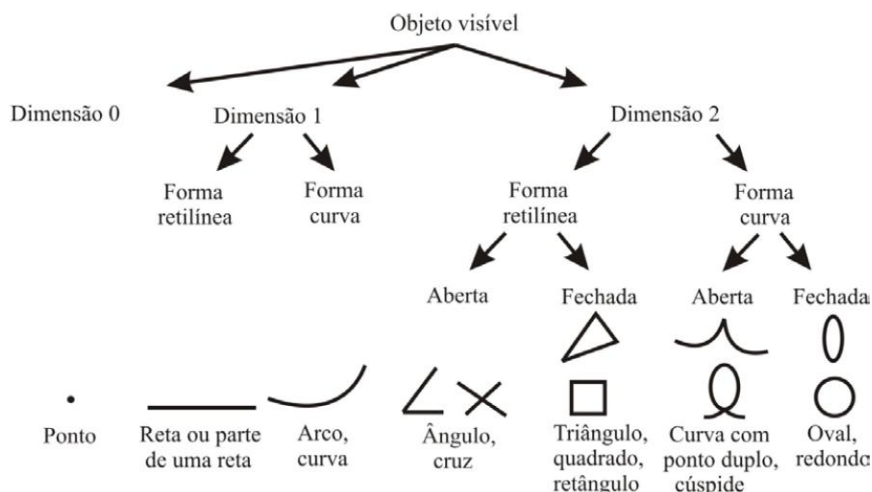 Objeto visível
Dimensão 0
Dimensão 1
Dimensão 2
Forma
retilínea
Forma
curva
Forma
retilínea
Forma
curva
Aberta
Fechada
Aberta
Fechada
Ponto
Reta ou parte
de uma reta
Arco,
curva
Ângulo,
cruz
Triângulo,
quadrado,
retângulo
Curva com
ponto duplo,
cúspide
Oval,
redondo